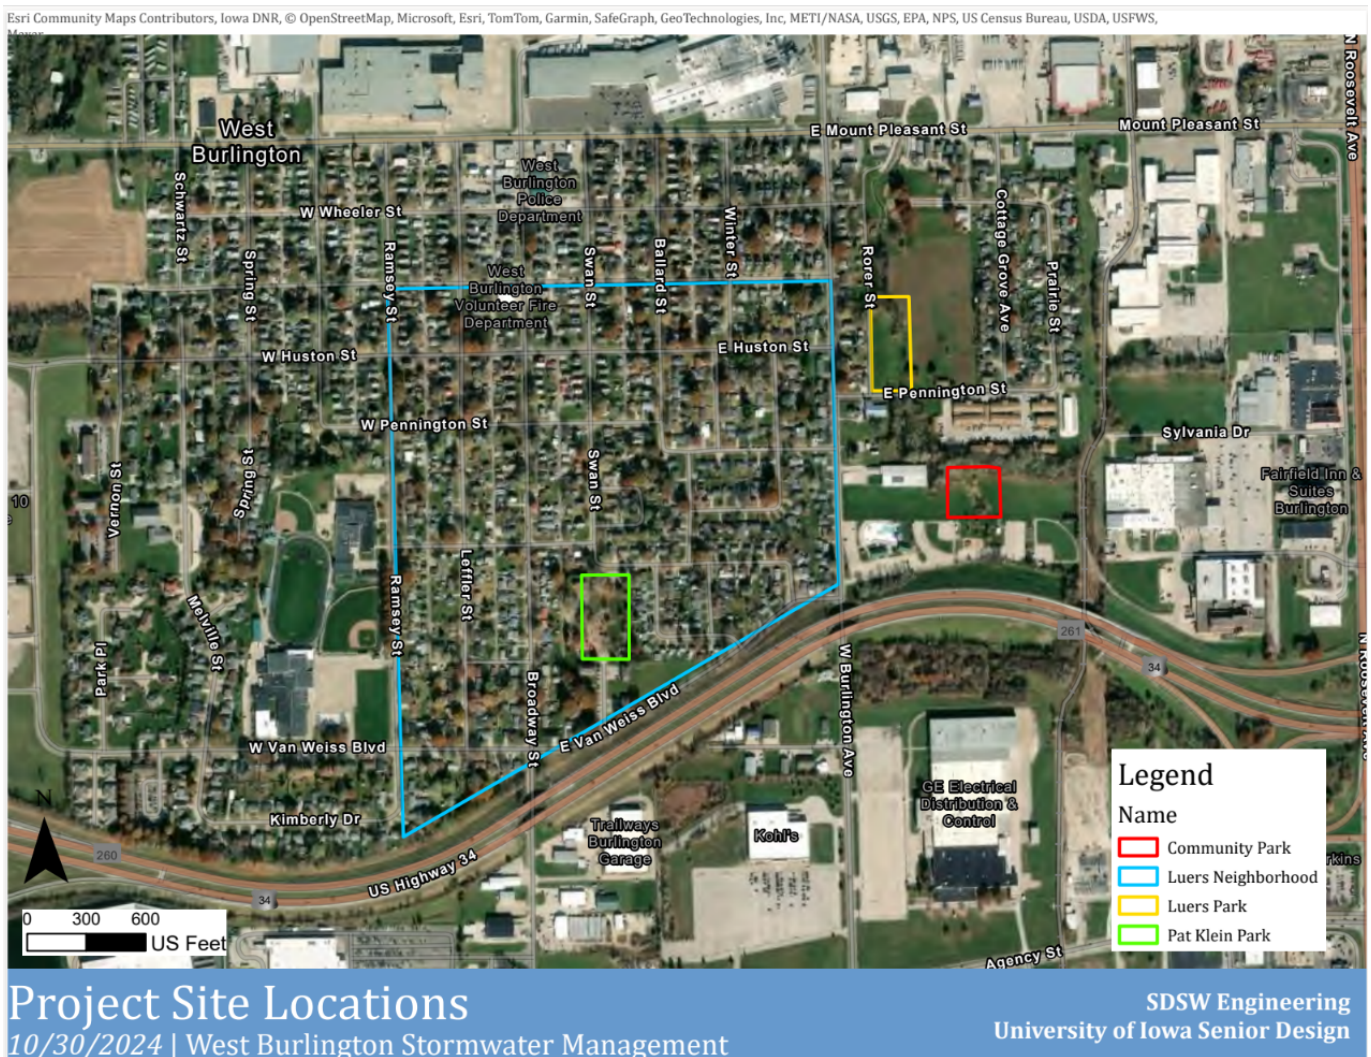 Esri Community Maps Contributors, Iowa DNR, © OpenStreetMap, Microsoft, Esri, TomTom, Garmin, SafeGraph, GeoTechnologies, Inc, METI/NASA, USGS, EPA, NPS, US Census Bureau, USDA, USFWS,
N Roosevelt Ave
West
Burlington
E Mount Pleasant St
Mount Pleasant St
West
Burlington
Police
Department
Schwartz St
W Wheeler St
Winter St
Cottage Grove Ave
Spring St
Ramsey St
Swan St
Ballard St
Rorer St
Prairie St
West
Burlington
Volunteer Fire
Department
W Huston St
E Huston St
E Pennington St
W Pennington St
Sylvania Dr
Vernon St
Spring St
Swan St
Fairfield Inn &
Suites
Burlington
10
Leffler St
Ramsey St
Melville St
Park Pl
261
34
Broadway St
E Van Weiss Blvd
W Burlington Ave
W Van Weiss Blvd
GE Electrical
Distribution &
Control
Kimberly Dr
Trailways
Burlington
Garage
Kohl's
260
US Highway 34
34
Agency St
N
0 300 600
US Feet
Legend
Name
Community Park
Luers Neighborhood
Luers Park
Pat Klein Park
Project Site Locations
10/30/2024 | West Burlington Stormwater Management
SDSW Engineering
University of Iowa Senior Design